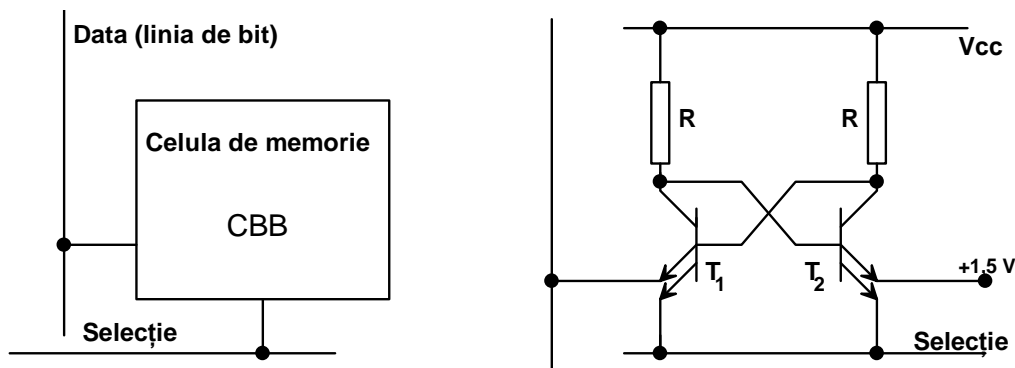 Data (linia de bit)
Celula de memorie
CBB
Selecție
Vcc
R
R
T1
T2
+1,5 V
Selecție